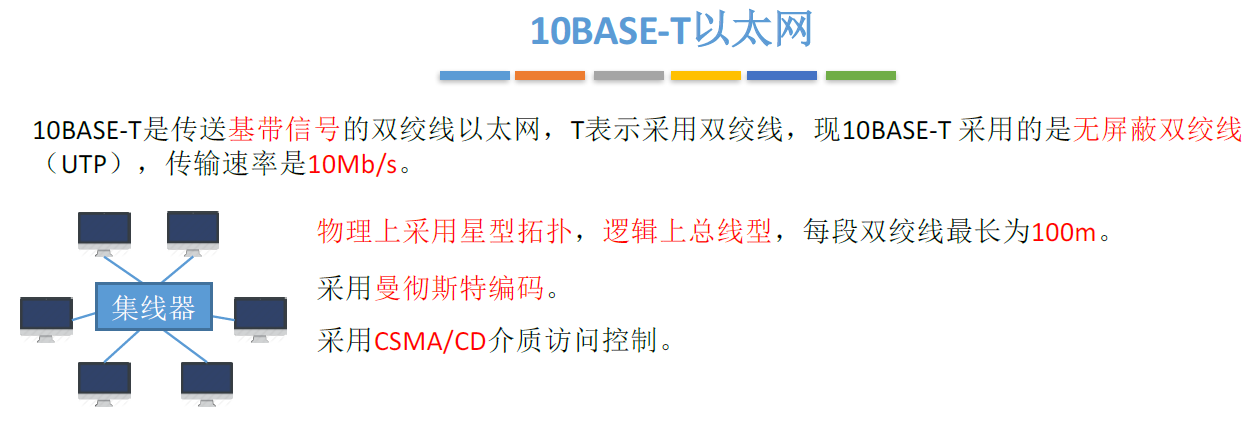 10BASE-T以太网
10BASE-T是传送基带信号的双绞线以太网，T表示采用双绞线，现10BASE-T 采用的是无屏蔽双绞线
（UTP），传输速率是10Mb/s。
物理上采用星型拓扑，逻辑上总线型，每段双绞线最长为100m。
采用曼彻斯特编码。
集线器
采用CSMA/CD介质访问控制。